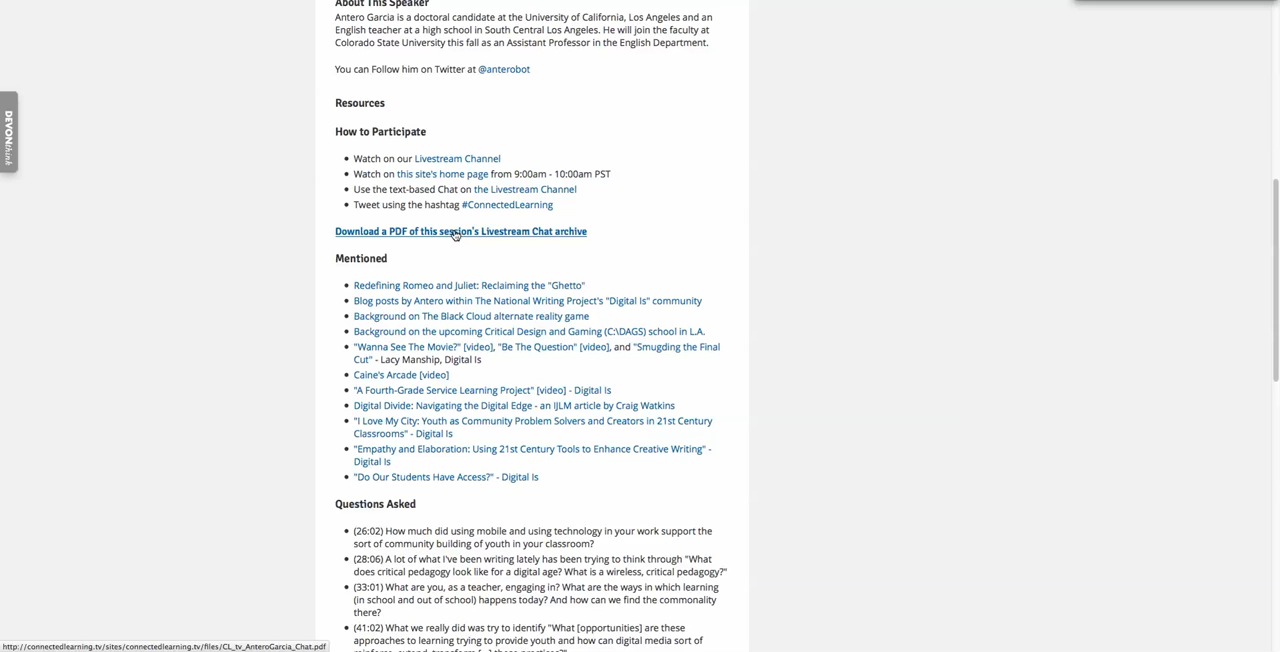 About This Speaker
Antero Garcia is a doctoral candidate at the University of California, Los Angeles and an
English teacher at a high school in South Central Los Angeles. He will join the faculty at
Colorado State University this fall as an Assistant Professor in the English Department.
You can Follow him on Twitter at @anterobot
DEVONthink
Resources
How to Participate
• Watch on our Livestream Channel
• Watch on this site's home page from 9:00am - 10:00am PST
• Use the text-based Chat on the Livestream Channel
• Tweet using the hashtag #ConnectedLearning
Download a PDF of this session's Livestream Chat archive
Mentioned
• Redefining Romeo and Juliet: Reclaiming the "Ghetto"
• Blog posts by Antero within The National Writing Project's "Digital Is" community
• Background on The Black Cloud alternate reality game
• Background on the upcoming Critical Design and Gaming (C:\DAGS) school in L.A.
• "Wanna See The Movie?" [video], "Be The Question" [video], and "Smugding the Final
Cut" - Lacy Manship, Digital Is
• Caine's Arcade [video]
• "A Fourth-Grade Service Learning Project" [video] - Digital Is
• Digital Divide: Navigating the Digital Edge - an IJLM article by Craig Watkins
• "I Love My City: Youth as Community Problem Solvers and Creators in 21st Century
Classrooms" - Digital Is
• "Empathy and Elaboration: Using 21st Century Tools to Enhance Creative Writing" -
Digital Is
• "Do Our Students Have Access?" - Digital Is
Questions Asked
• (26:02) How much did using mobile and using technology in your work support the
sort of community building of youth in your classroom?
• (28:06) A lot of what I've been writing lately has been trying to think through "What
does critical pedagogy look like for a digital age? What is a wireless, critical pedagogy?"
• (33:01) What are you, as a teacher, engaging in? What are the ways in which learning
(in school and out of school) happens today? And how can we find the commonality
there?
• (41:02) What we really did was try to identify "What [opportunities] are these
approaches to learning trying to provide youth and how can digital media sort of
http://connectedlearning.tv/sites/connectedlearning.tv/files/CL_tv_AnteroGarcia_Chat.pdf